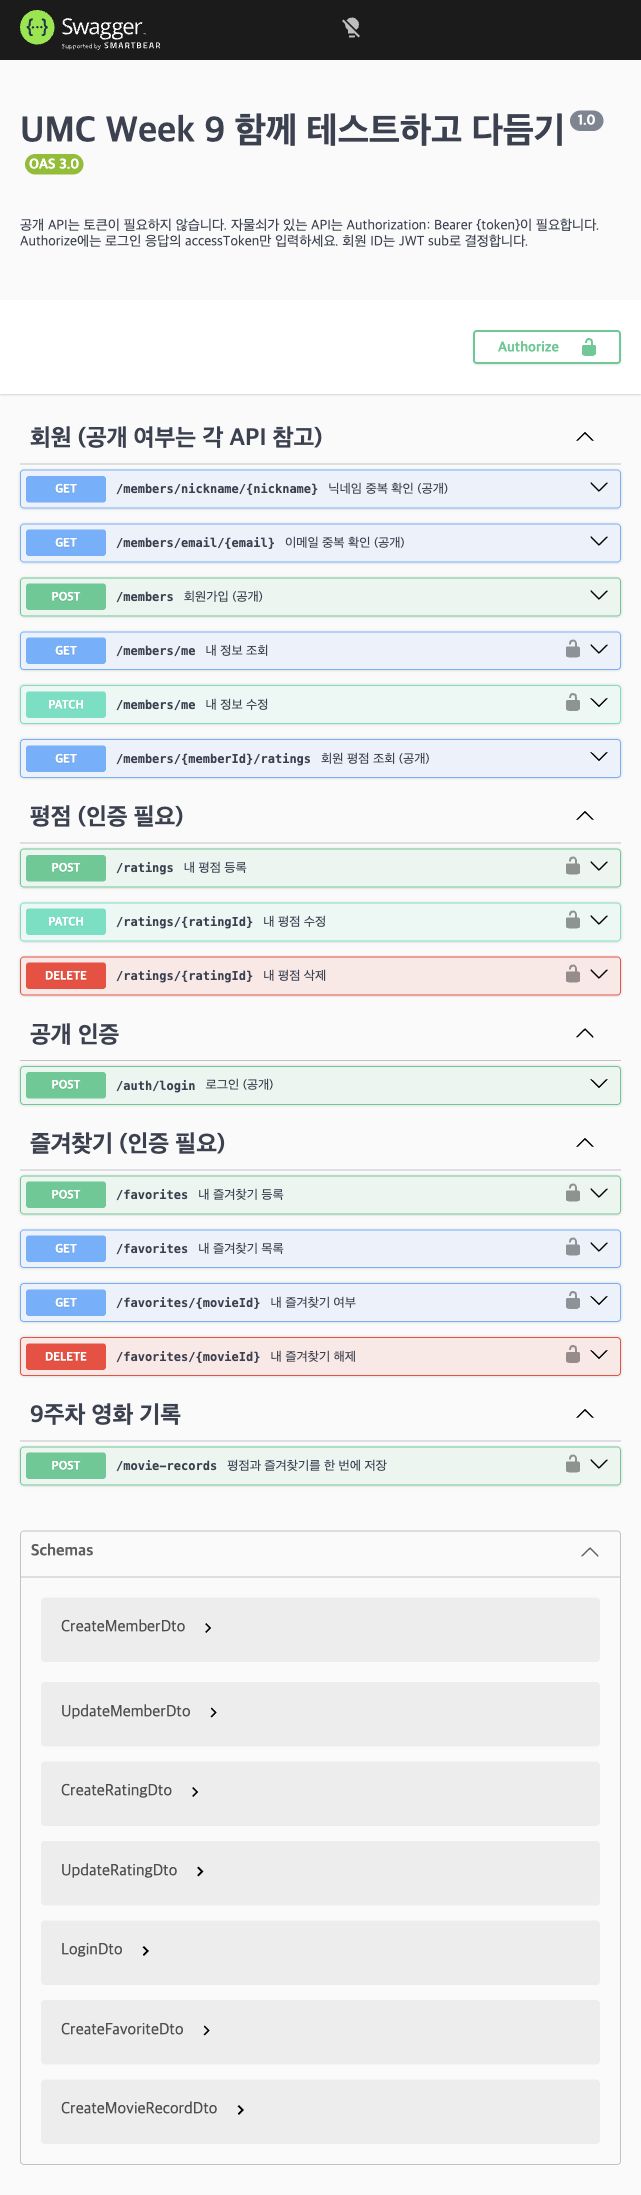 Swagger
Supported by SMARTBEAR
UMC Week 9 함께 테스트하고 다듬기 1.0
OAS 3.0
공개 API는 토큰이 필요하지 않습니다. 자물쇠가 있는 API는 Authorization: Bearer {token}이 필요합니다.
Authorize에는 로그인 응답의 accessToken만 입력하세요. 회원 ID는 JWT sub로 결정합니다.
Authorize
회원 (공개 여부는 각 API 참고)
GET /members/nickname/{nickname} 닉네임 중복 확인 (공개)
GET /members/email/{email} 이메일 중복 확인 (공개)
POST /members 회원가입 (공개)
GET /members/me 내 정보 조회
PATCH /members/me 내 정보 수정
GET /members/{memberId}/ratings 회원 평점 조회 (공개)
평점 (인증 필요)
POST /ratings 내 평점 등록
PATCH /ratings/{ratingId} 내 평점 수정
DELETE /ratings/{ratingId} 내 평점 삭제
공개 인증
POST /auth/login 로그인 (공개)
즐겨찾기 (인증 필요)
POST /favorites 내 즐겨찾기 등록
GET /favorites 내 즐겨찾기 목록
GET /favorites/{movieId} 내 즐겨찾기 여부
DELETE /favorites/{movieId} 내 즐겨찾기 해제
9주차 영화 기록
POST /movie-records 평점과 즐겨찾기를 한 번에 저장
Schemas
CreateMemberDto
UpdateMemberDto
CreateRatingDto
UpdateRatingDto
LoginDto
CreateFavoriteDto
CreateMovieRecordDto